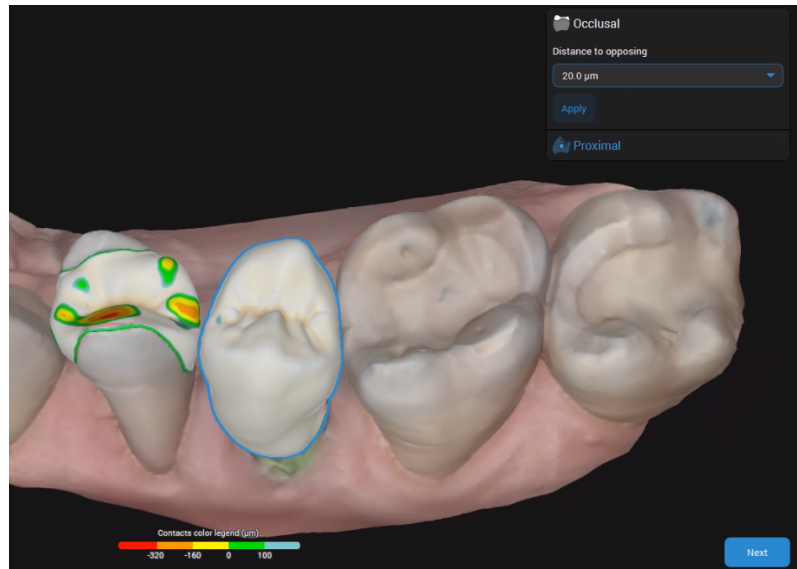 Occlusal
Distance to opposing
20.0 µm
Apply
Proximal
Contacts color legend (µm):
-320 -160 0 100
Next